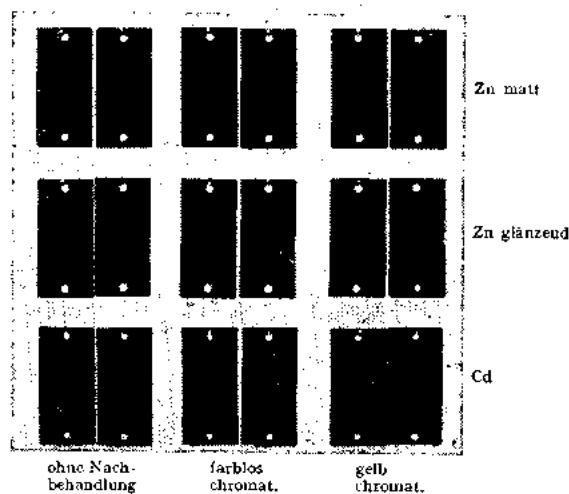 Zn matt
Zn glänzend
Cd
ohne Nach-
behandlung
farblos
chromat.
gelb
chromat.